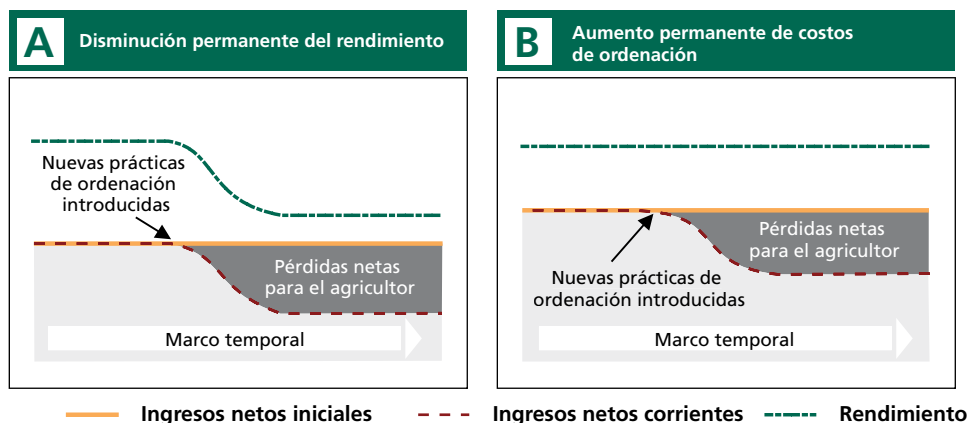 A
Disminución permanente del rendimiento
Nuevas prácticas
de ordenación
introducidas
Pérdidas netas
para el agricultor
Marco temporal
B
Aumento permanente de costos
de ordenación
Pérdidas netas
para el agricultor
Nuevas prácticas de
ordenación introducidas
Marco temporal
Ingresos netos iniciales
Ingresos netos corrientes
Rendimiento